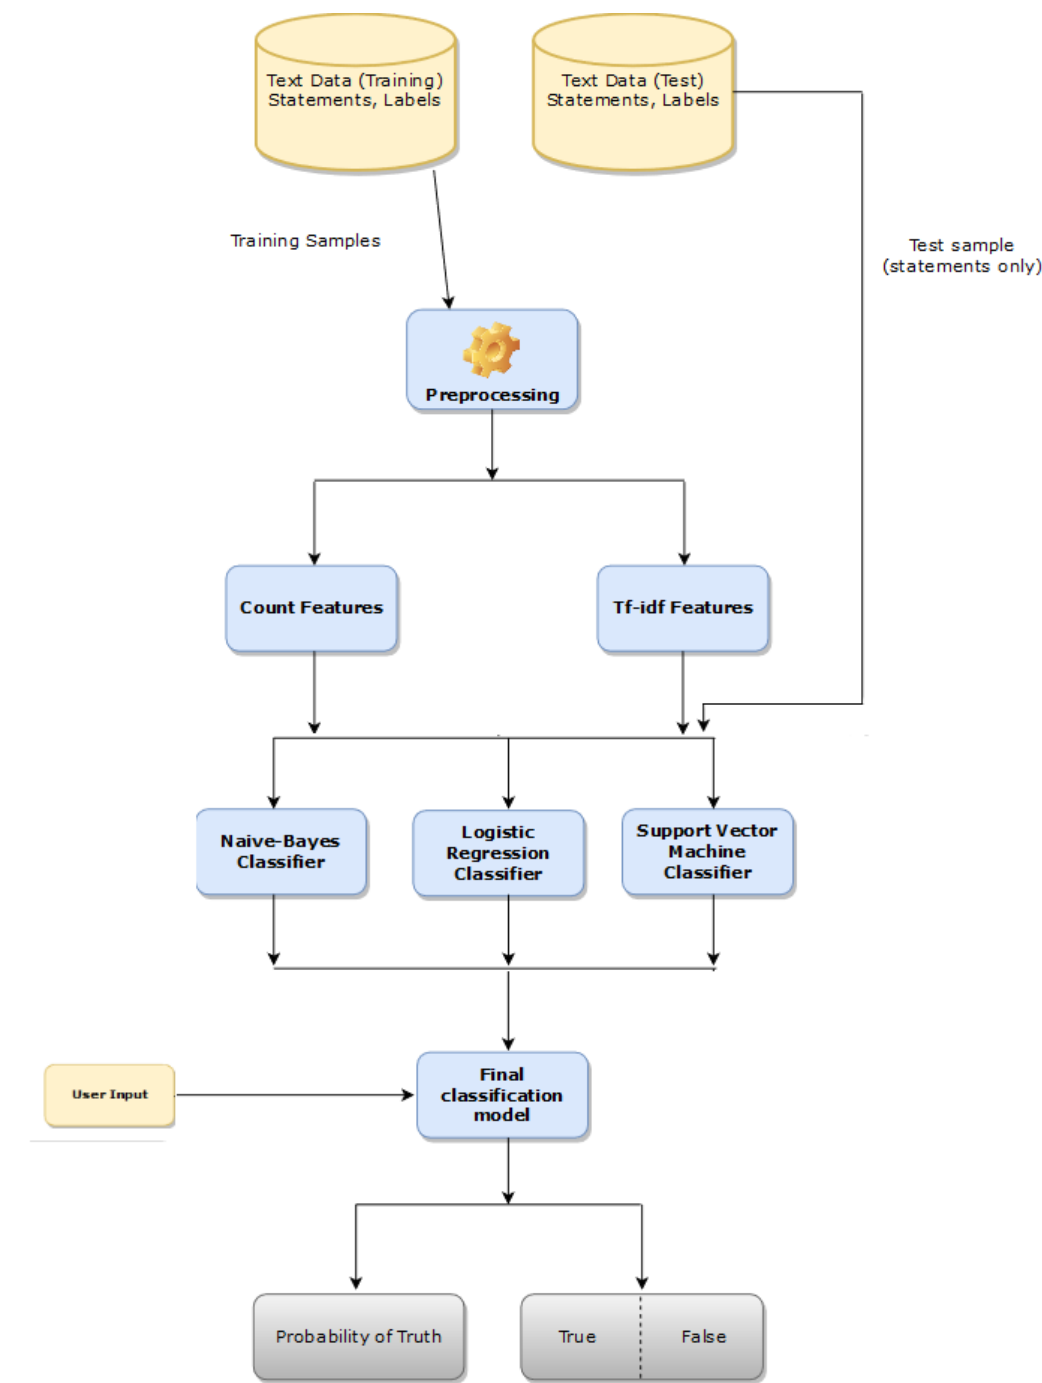 Text Data (Training)
Statements, Labels
Text Data (Test)
Statements, Labels
Training Samples
Test sample
(statements only)
Preprocessing
Count Features
Tf-idf Features
Naive-Bayes
Classifier
Logistic
Regression
Classifier
Support Vector
Machine
Classifier
User Input
Final
classification
model
Probability of Truth
True
False